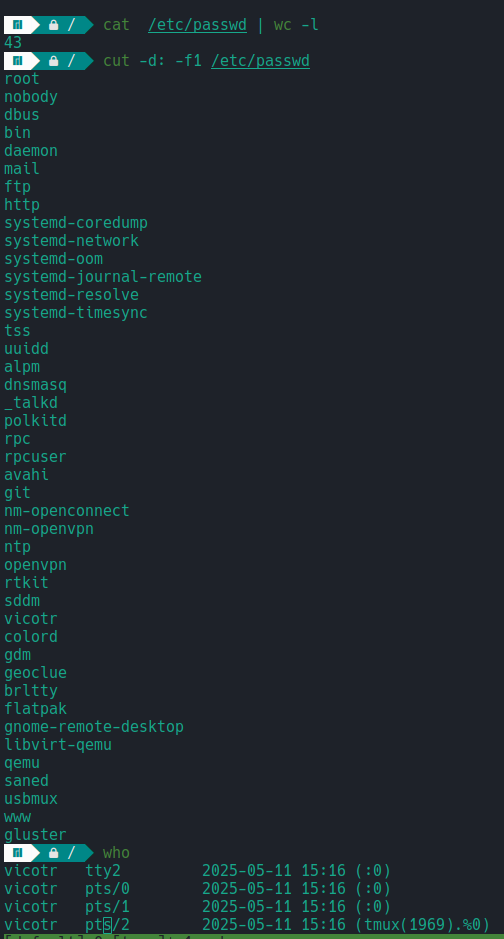 / cat  /etc/passwd | wc -l
43
/ cut -d: -f1 /etc/passwd
root
nobody
dbus
bin
daemon
mail
ftp
http
systemd-coredump
systemd-network
systemd-oom
systemd-journal-remote
systemd-resolve
systemd-timesync
tss
uuidd
alpm
dnsmasq
_talkd
polkitd
rpc
rpcuser
avahi
git
nm-openconnect
nm-openvpn
ntp
openvpn
rtkit
sddm
vicotr
colord
gdm
geoclue
brltty
flatpak
gnome-remote-desktop
libvirt-qemu
qemu
saned
usbmux
www
gluster
/ who
vicotr   tty2         2025-05-11 15:16 (:0)
vicotr   pts/0        2025-05-11 15:16 (:0)
vicotr   pts/1        2025-05-11 15:16 (:0)
vicotr   pts/2        2025-05-11 15:16 (tmux(1969).%0)